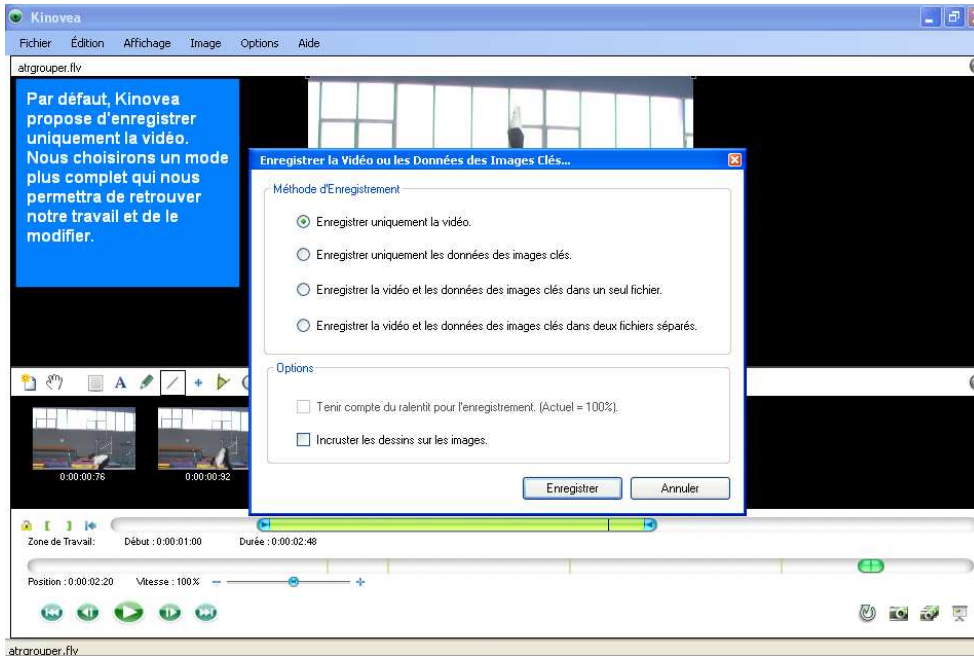 Kinovea
Fichier Édition Affichage Image Options Aide
atrgrouper.flv
Par défaut, Kinovea
propose d'enregistrer
uniquement la vidéo.
Nous choisirons un mode
plus complet qui nous
permettra de retrouver
notre travail et de le
modifier.
Enregistrer la Vidéo ou les Données des Images Clés...
Méthode d'Enregistrement
Enregistrer uniquement la vidéo.
Enregistrer uniquement les données des images clés.
Enregistrer la vidéo et les données des images clés dans un seul fichier.
Enregistrer la vidéo et les données des images clés dans deux fichiers séparés.
Options
Tenir compte du ralentit pour l'enregistrement. (Actuel = 100%).
Incruster les dessins sur les images.
Enregistrer Annuler
A
0:00:00:76 0:00:00:92
Zone de Travail: Début : 0:00:01:00 Durée : 0:00:02:48
Position : 0:00:02:20 Vitesse : 100%
atrgrouper.flv